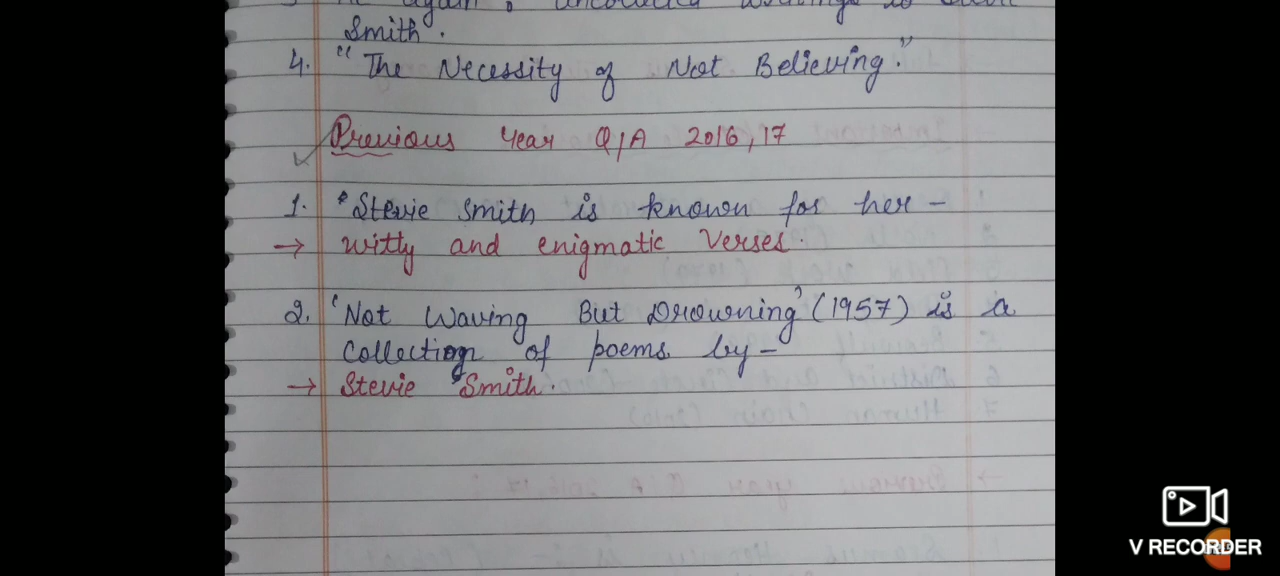 Smith.
4. "The Necessity of Not Believing."
Previous Year Q/A 2016, 17
1. Stevie Smith is known for her -
→ witty and enigmatic Verses.
2. 'Not Waving But Drowning' (1957) is a
collection of poems by -
→ Stevie Smith.
V RECORDER